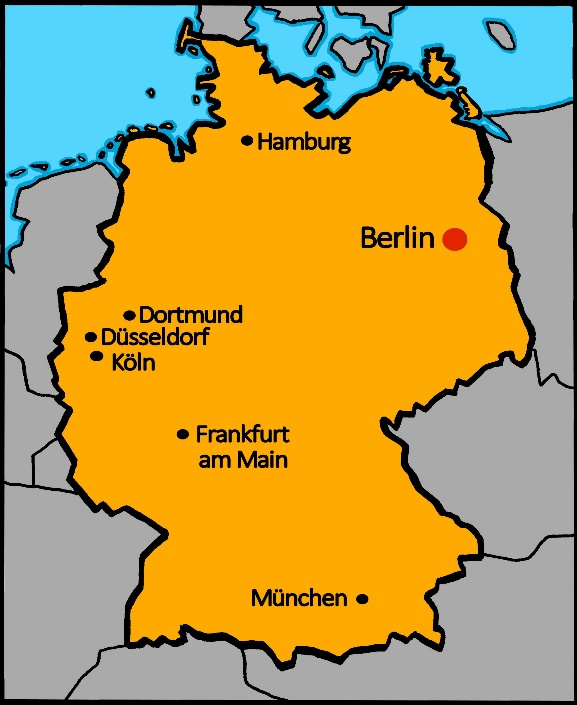 Hamburg
Berlin
Dortmund
Düsseldorf
Köln
Frankfurt
am Main
München